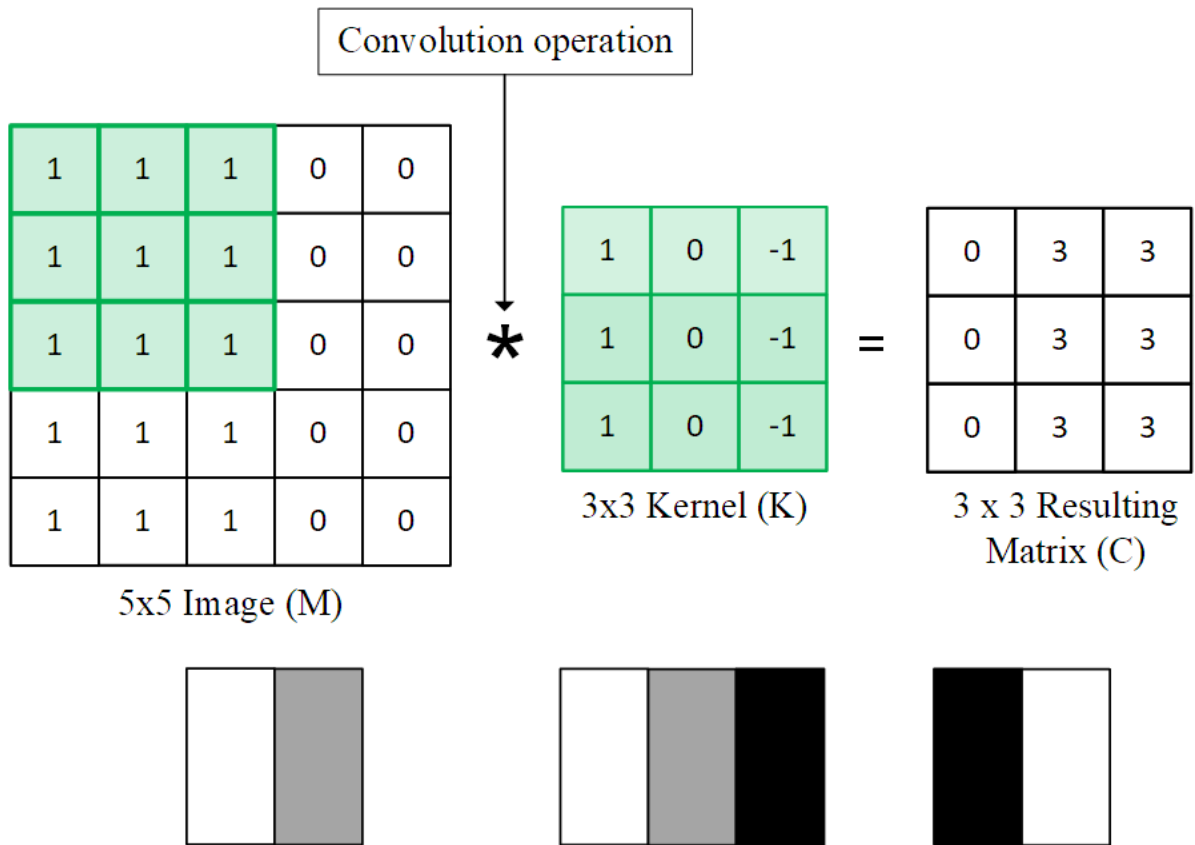 Convolution operation
1 1 1 0 0
1 1 1 0 0
1 1 1 0 0
1 1 1 0 0
1 1 1 0 0
5x5 Image (M)
*
1 0 -1
1 0 -1
1 0 -1
3x3 Kernel (K)
=
0 3 3
0 3 3
0 3 3
3 x 3 Resulting
Matrix (C)